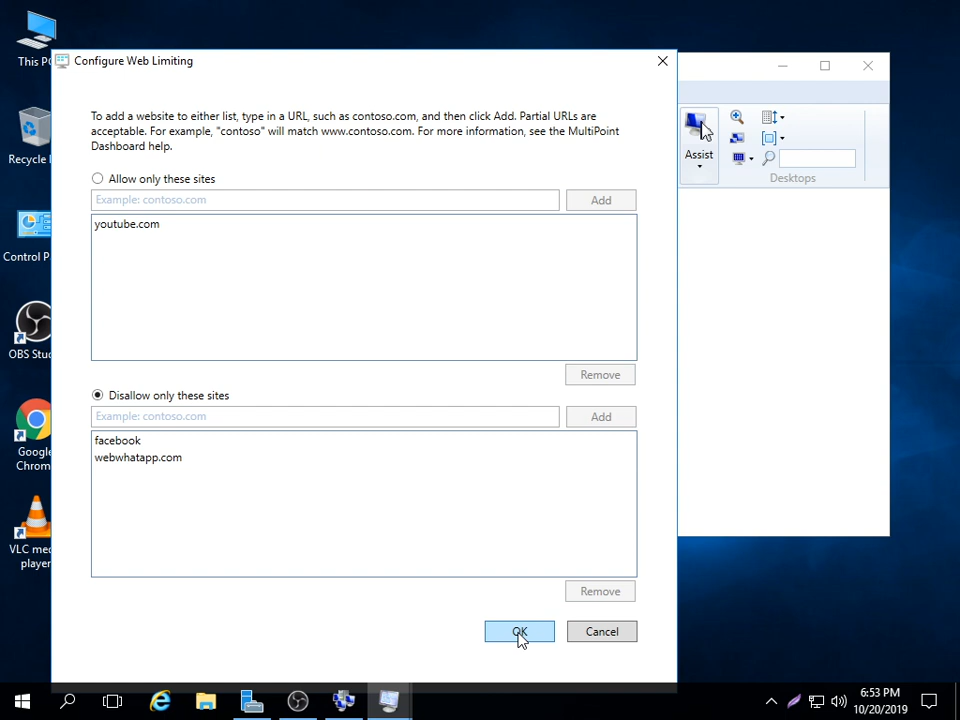 This PC
Configure Web Limiting
To add a website to either list, type in a URL, such as contoso.com, and then click Add. Partial URLs are
acceptable. For example, "contoso" will match www.contoso.com. For more information, see the MultiPoint
Dashboard help.
Allow only these sites
Example: contoso.com
Add
youtube.com
Remove
Disallow only these sites
Example: contoso.com
Add
facebook
webwhatapp.com
Remove
OK
Cancel
Assist
Desktops
Recycle
Control P
OBS Stu
Google
Chrom
VLC me
player
6:53 PM
10/20/2019